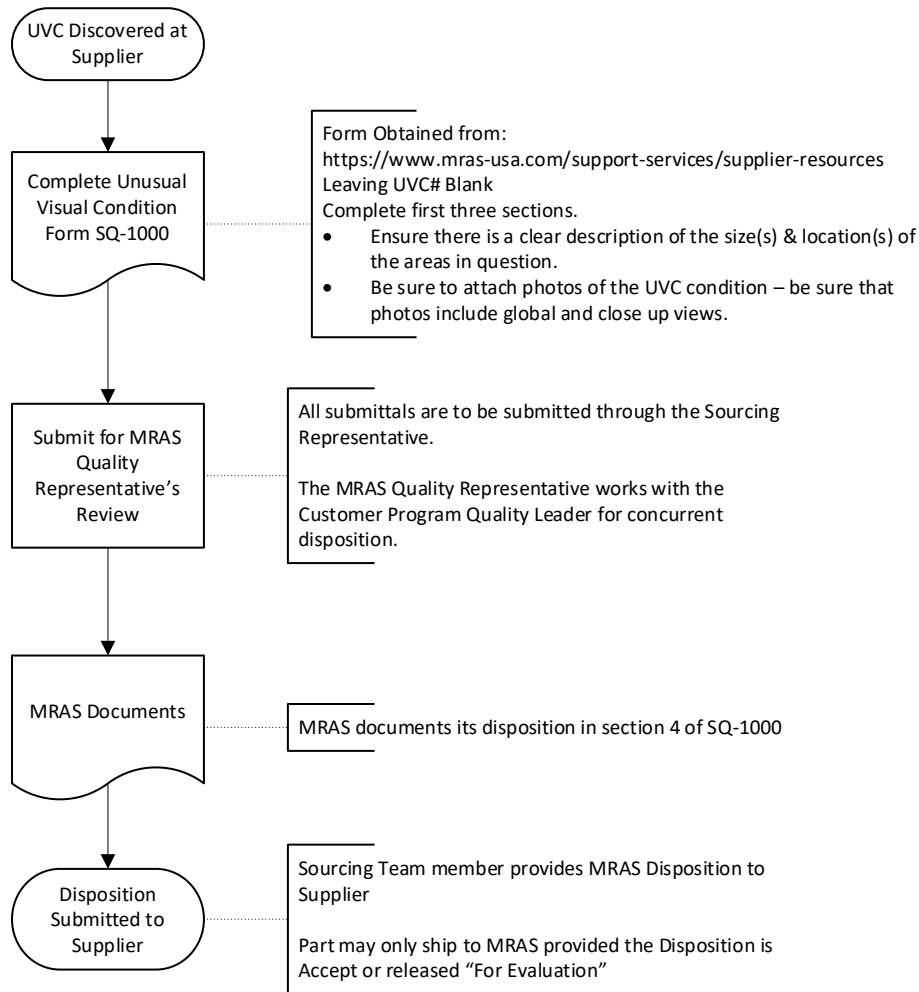 UVC Discovered at
Supplier
Complete Unusual
Visual Condition
Form SQ-1000
Form Obtained from:
https://www.mras-usa.com/support-services/supplier-resources
Leaving UVC# Blank
Complete first three sections.
• Ensure there is a clear description of the size(s) & location(s) of
the areas in question.
• Be sure to attach photos of the UVC condition – be sure that
photos include global and close up views.
Submit for MRAS
Quality
Representative’s
Review
All submittals are to be submitted through the Sourcing
Representative.
The MRAS Quality Representative works with the
Customer Program Quality Leader for concurrent
disposition.
MRAS Documents
MRAS documents its disposition in section 4 of SQ-1000
Disposition
Submitted to
Supplier
Sourcing Team member provides MRAS Disposition to
Supplier
Part may only ship to MRAS provided the Disposition is
Accept or released “For Evaluation”